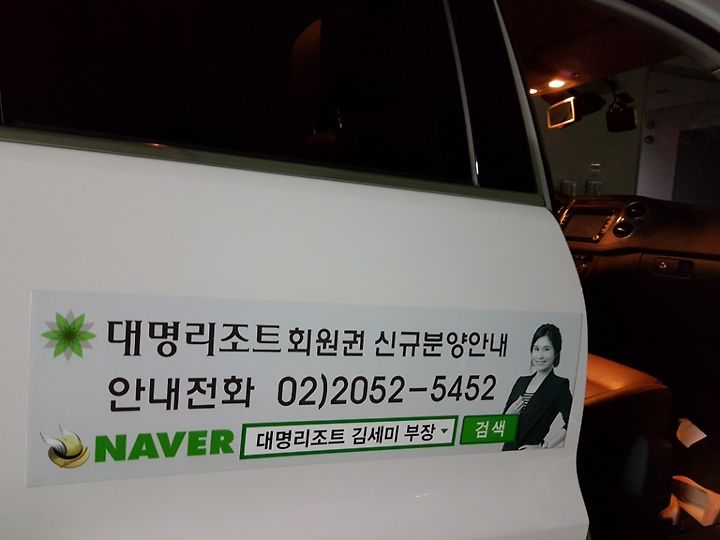 대명리조트 회원권 신규분양안내
안내전화 02)2052-5452
NAVER 대명리조트 김세미 부장 검색